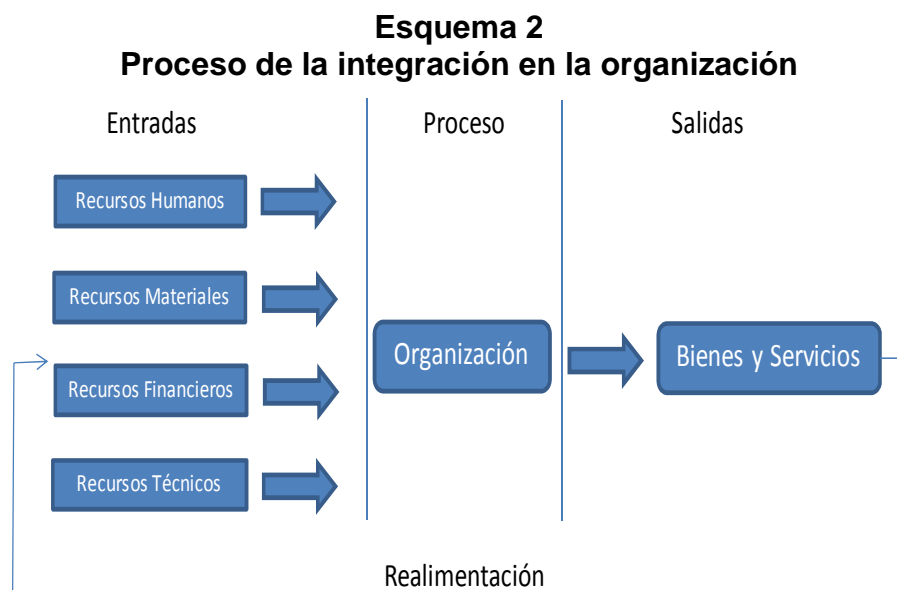 Esquema 2
Proceso de la integración en la organización
Entradas
Proceso
Salidas
Recursos Humanos
Recursos Materiales
Recursos Financieros
Recursos Técnicos
Organización
Bienes y Servicios
Realimentación